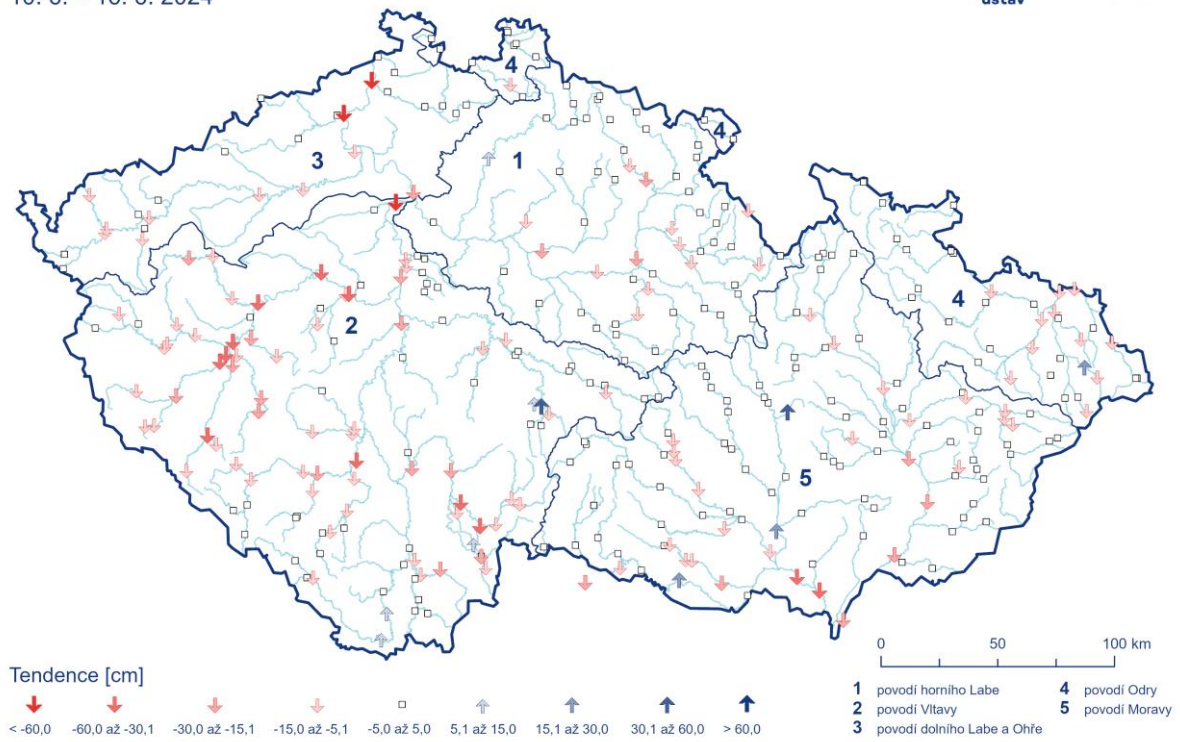 ústav
4
4
3
1
4
2
5
0 50 100 km
Tendence [cm]
< -60,0 -60,0 až -30,1 -30,0 až -15,1 -15,0 až -5,1 -5,0 až 5,0 5,1 až 15,0 15,1 až 30,0 30,1 až 60,0 > 60,0
1 povodí horního Labe 4 povodí Odry
2 povodí Vltavy 5 povodí Moravy
3 povodí dolního Labe a Ohře